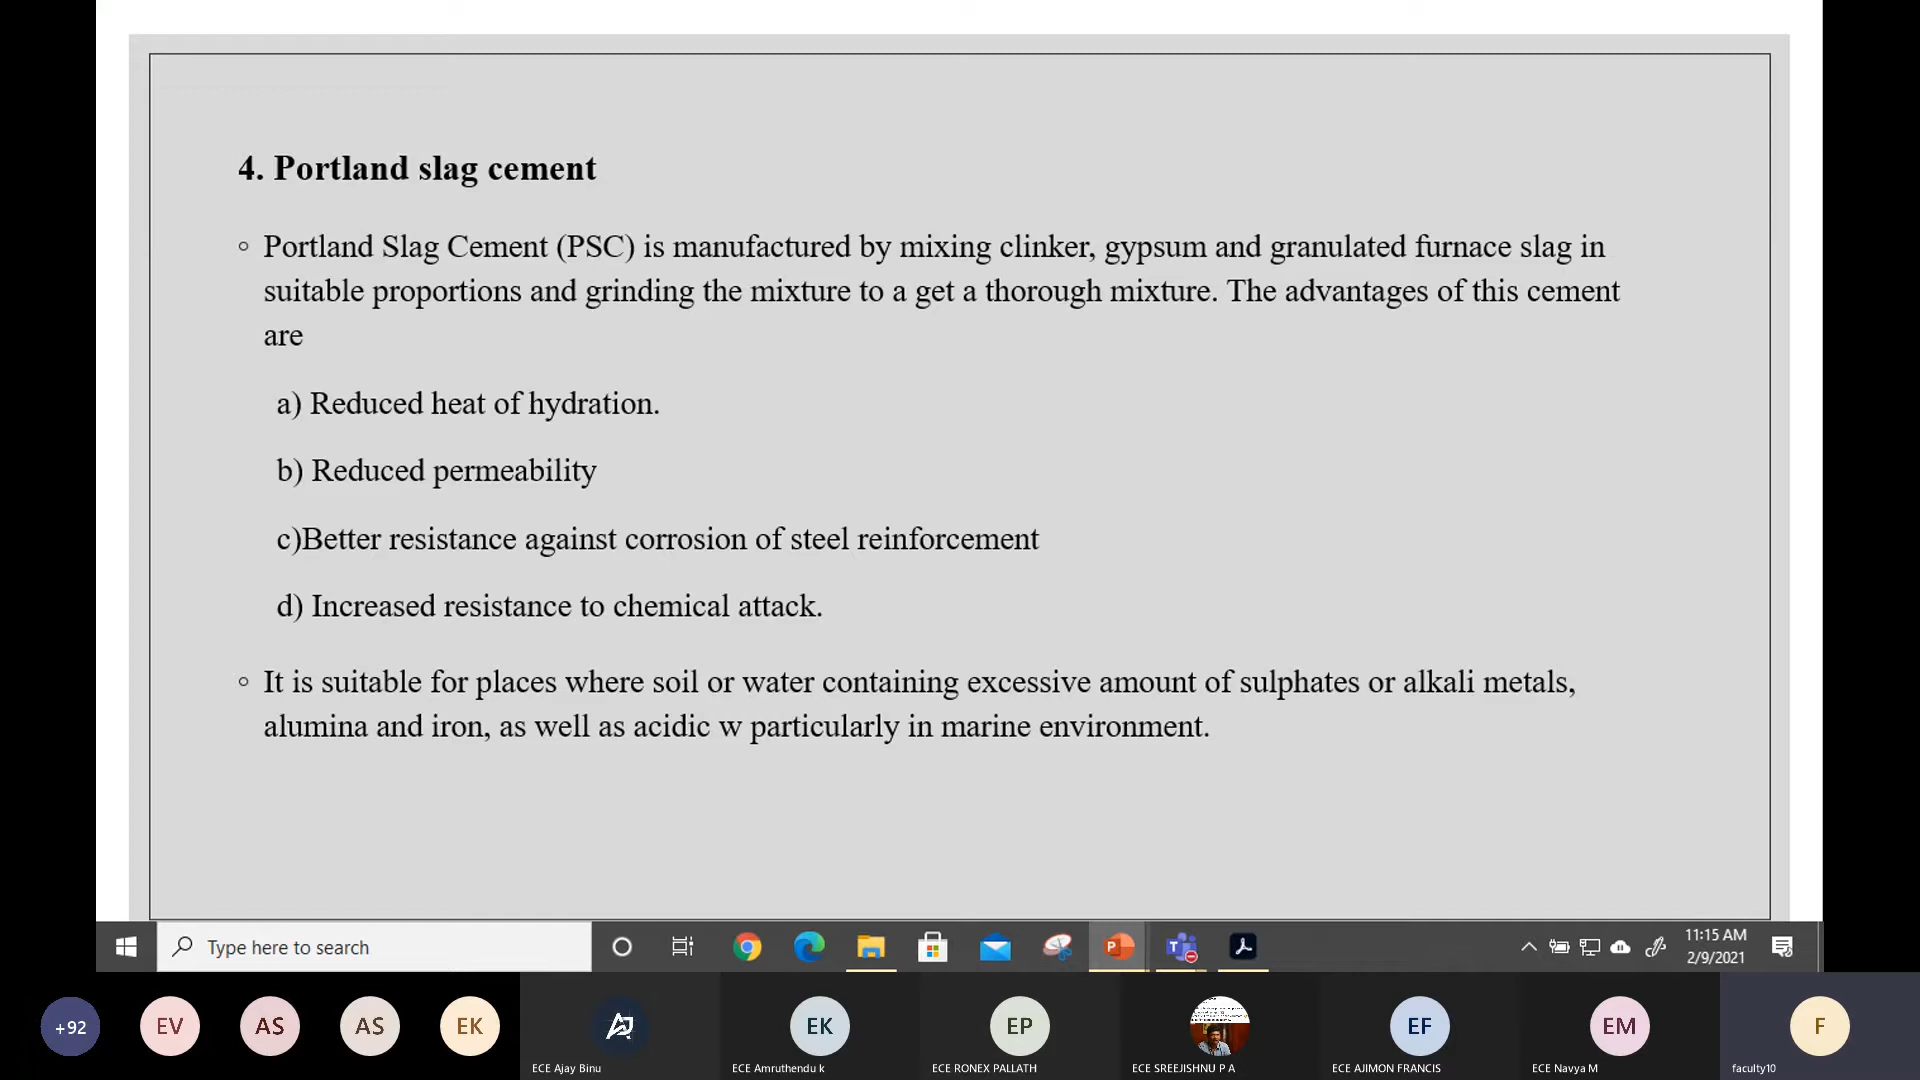 4. Portland slag cement
◦ Portland Slag Cement (PSC) is manufactured by mixing clinker, gypsum and granulated furnace slag in
suitable proportions and grinding the mixture to a get a thorough mixture. The advantages of this cement
are
a) Reduced heat of hydration.
b) Reduced permeability
c)Better resistance against corrosion of steel reinforcement
d) Increased resistance to chemical attack.
◦ It is suitable for places where soil or water containing excessive amount of sulphates or alkali metals,
alumina and iron, as well as acidic w particularly in marine environment.
Type here to search
11:15 AM
2/9/2021
+92
EV
AS
AS
EK
EK
EP
EF
EM
F
ECE Ajay Binu
ECE Amruthendu k
ECE RONEX PALLATH
ECE SREEJISHNU P A
ECE AJIMON FRANCIS
ECE Navya M
faculty10